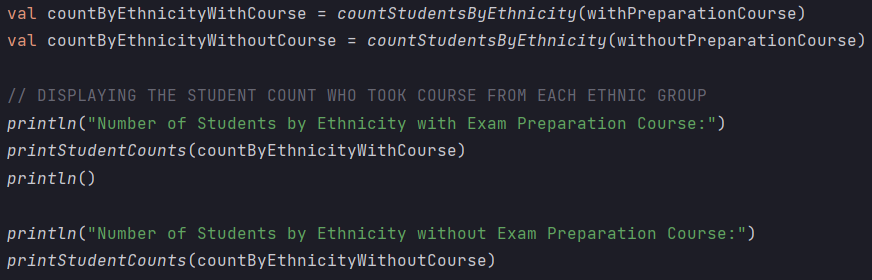 val countByEthnicityWithCourse = countStudentsByEthnicity(withPreparationCourse)
val countByEthnicityWithoutCourse = countStudentsByEthnicity(withoutPreparationCourse)
// DISPLAYING THE STUDENT COUNT WHO TOOK COURSE FROM EACH ETHNIC GROUP
println("Number of Students by Ethnicity with Exam Preparation Course:")
printStudentCounts(countByEthnicityWithCourse)
println()
println("Number of Students by Ethnicity without Exam Preparation Course:")
printStudentCounts(countByEthnicityWithoutCourse)